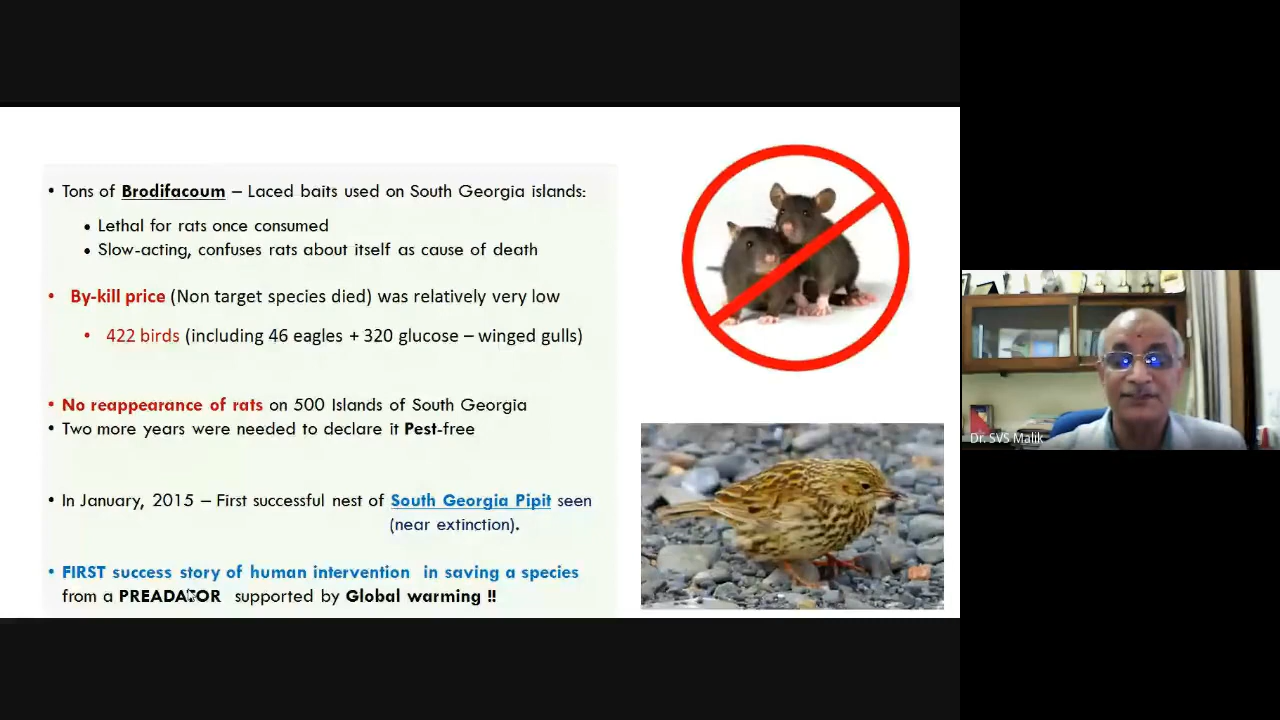 • Tons of Brodifacoum – Laced baits used on South Georgia islands:
• Lethal for rats once consumed
• Slow-acting, confuses rats about itself as cause of death
• By-kill price (Non target species died) was relatively very low
• 422 birds (including 46 eagles + 320 glucose – winged gulls)
• No reappearance of rats on 500 Islands of South Georgia
• Two more years were needed to declare it Pest-free
• In January, 2015 – First successful nest of South Georgia Pipit seen
(near extinction).
• FIRST success story of human intervention in saving a species
from a PREADATOR supported by Global warming !!
Dr. SVS Malik